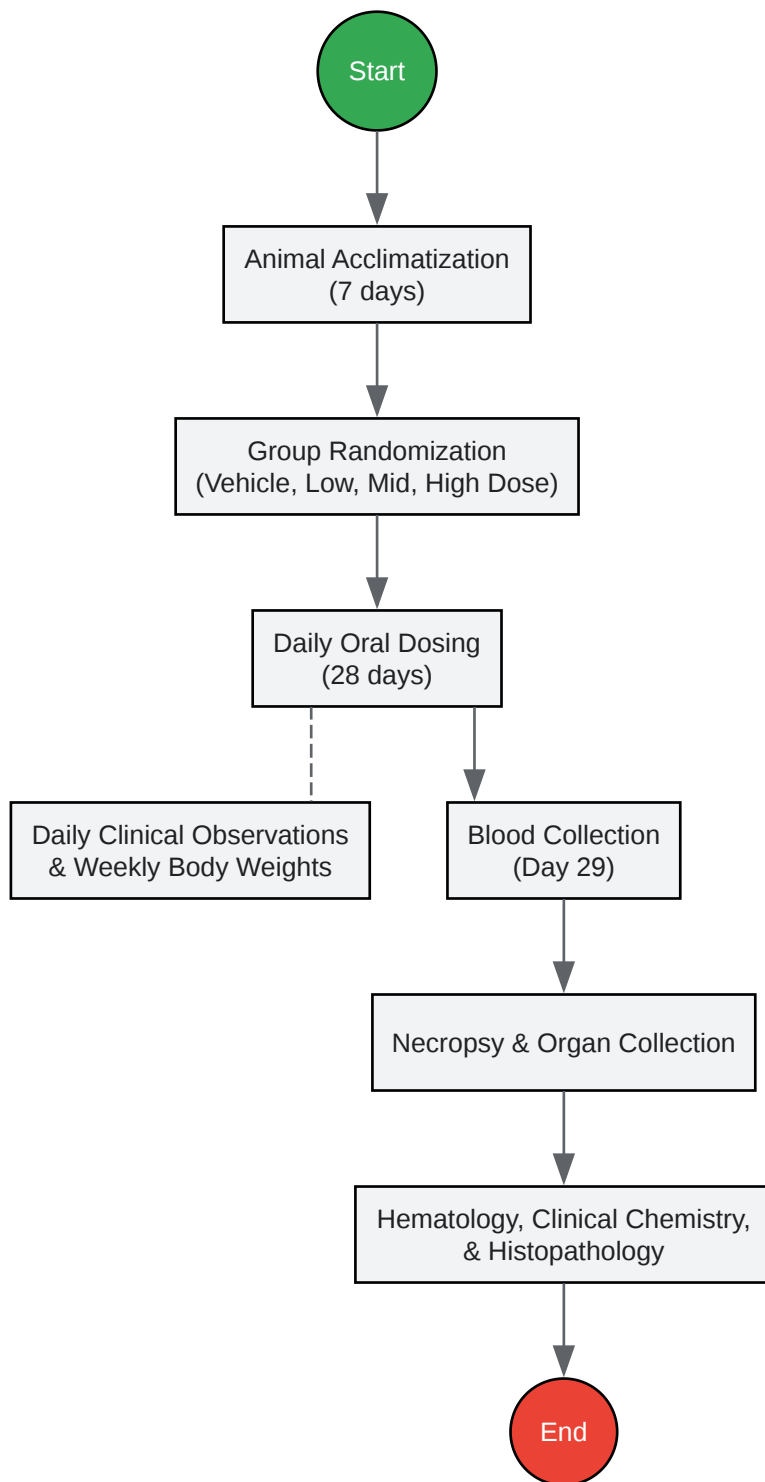 Start
Animal Acclimatization
(7 days)
Group Randomization
(Vehicle, Low, Mid, High Dose)
Daily Oral Dosing
(28 days)
Daily Clinical Observations
& Weekly Body Weights
Blood Collection
(Day 29)
Necropsy & Organ Collection
Hematology, Clinical Chemistry,
& Histopathology
End